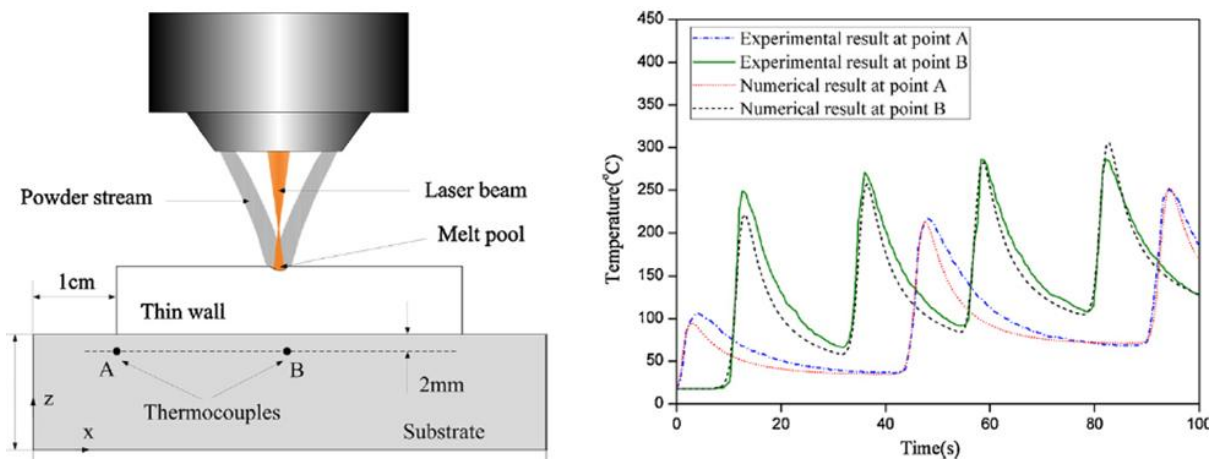 Powder stream
Laser beam
Melt pool
1cm
Thin wall
A
B
2mm
Thermocouples
z
x
Substrate
450
400
350
300
250
200
150
100
50
0
Temperature(°C)
Experimental result at point A
Experimental result at point B
Numerical result at point A
Numerical result at point B
0 20 40 60 80 100
Time(s)